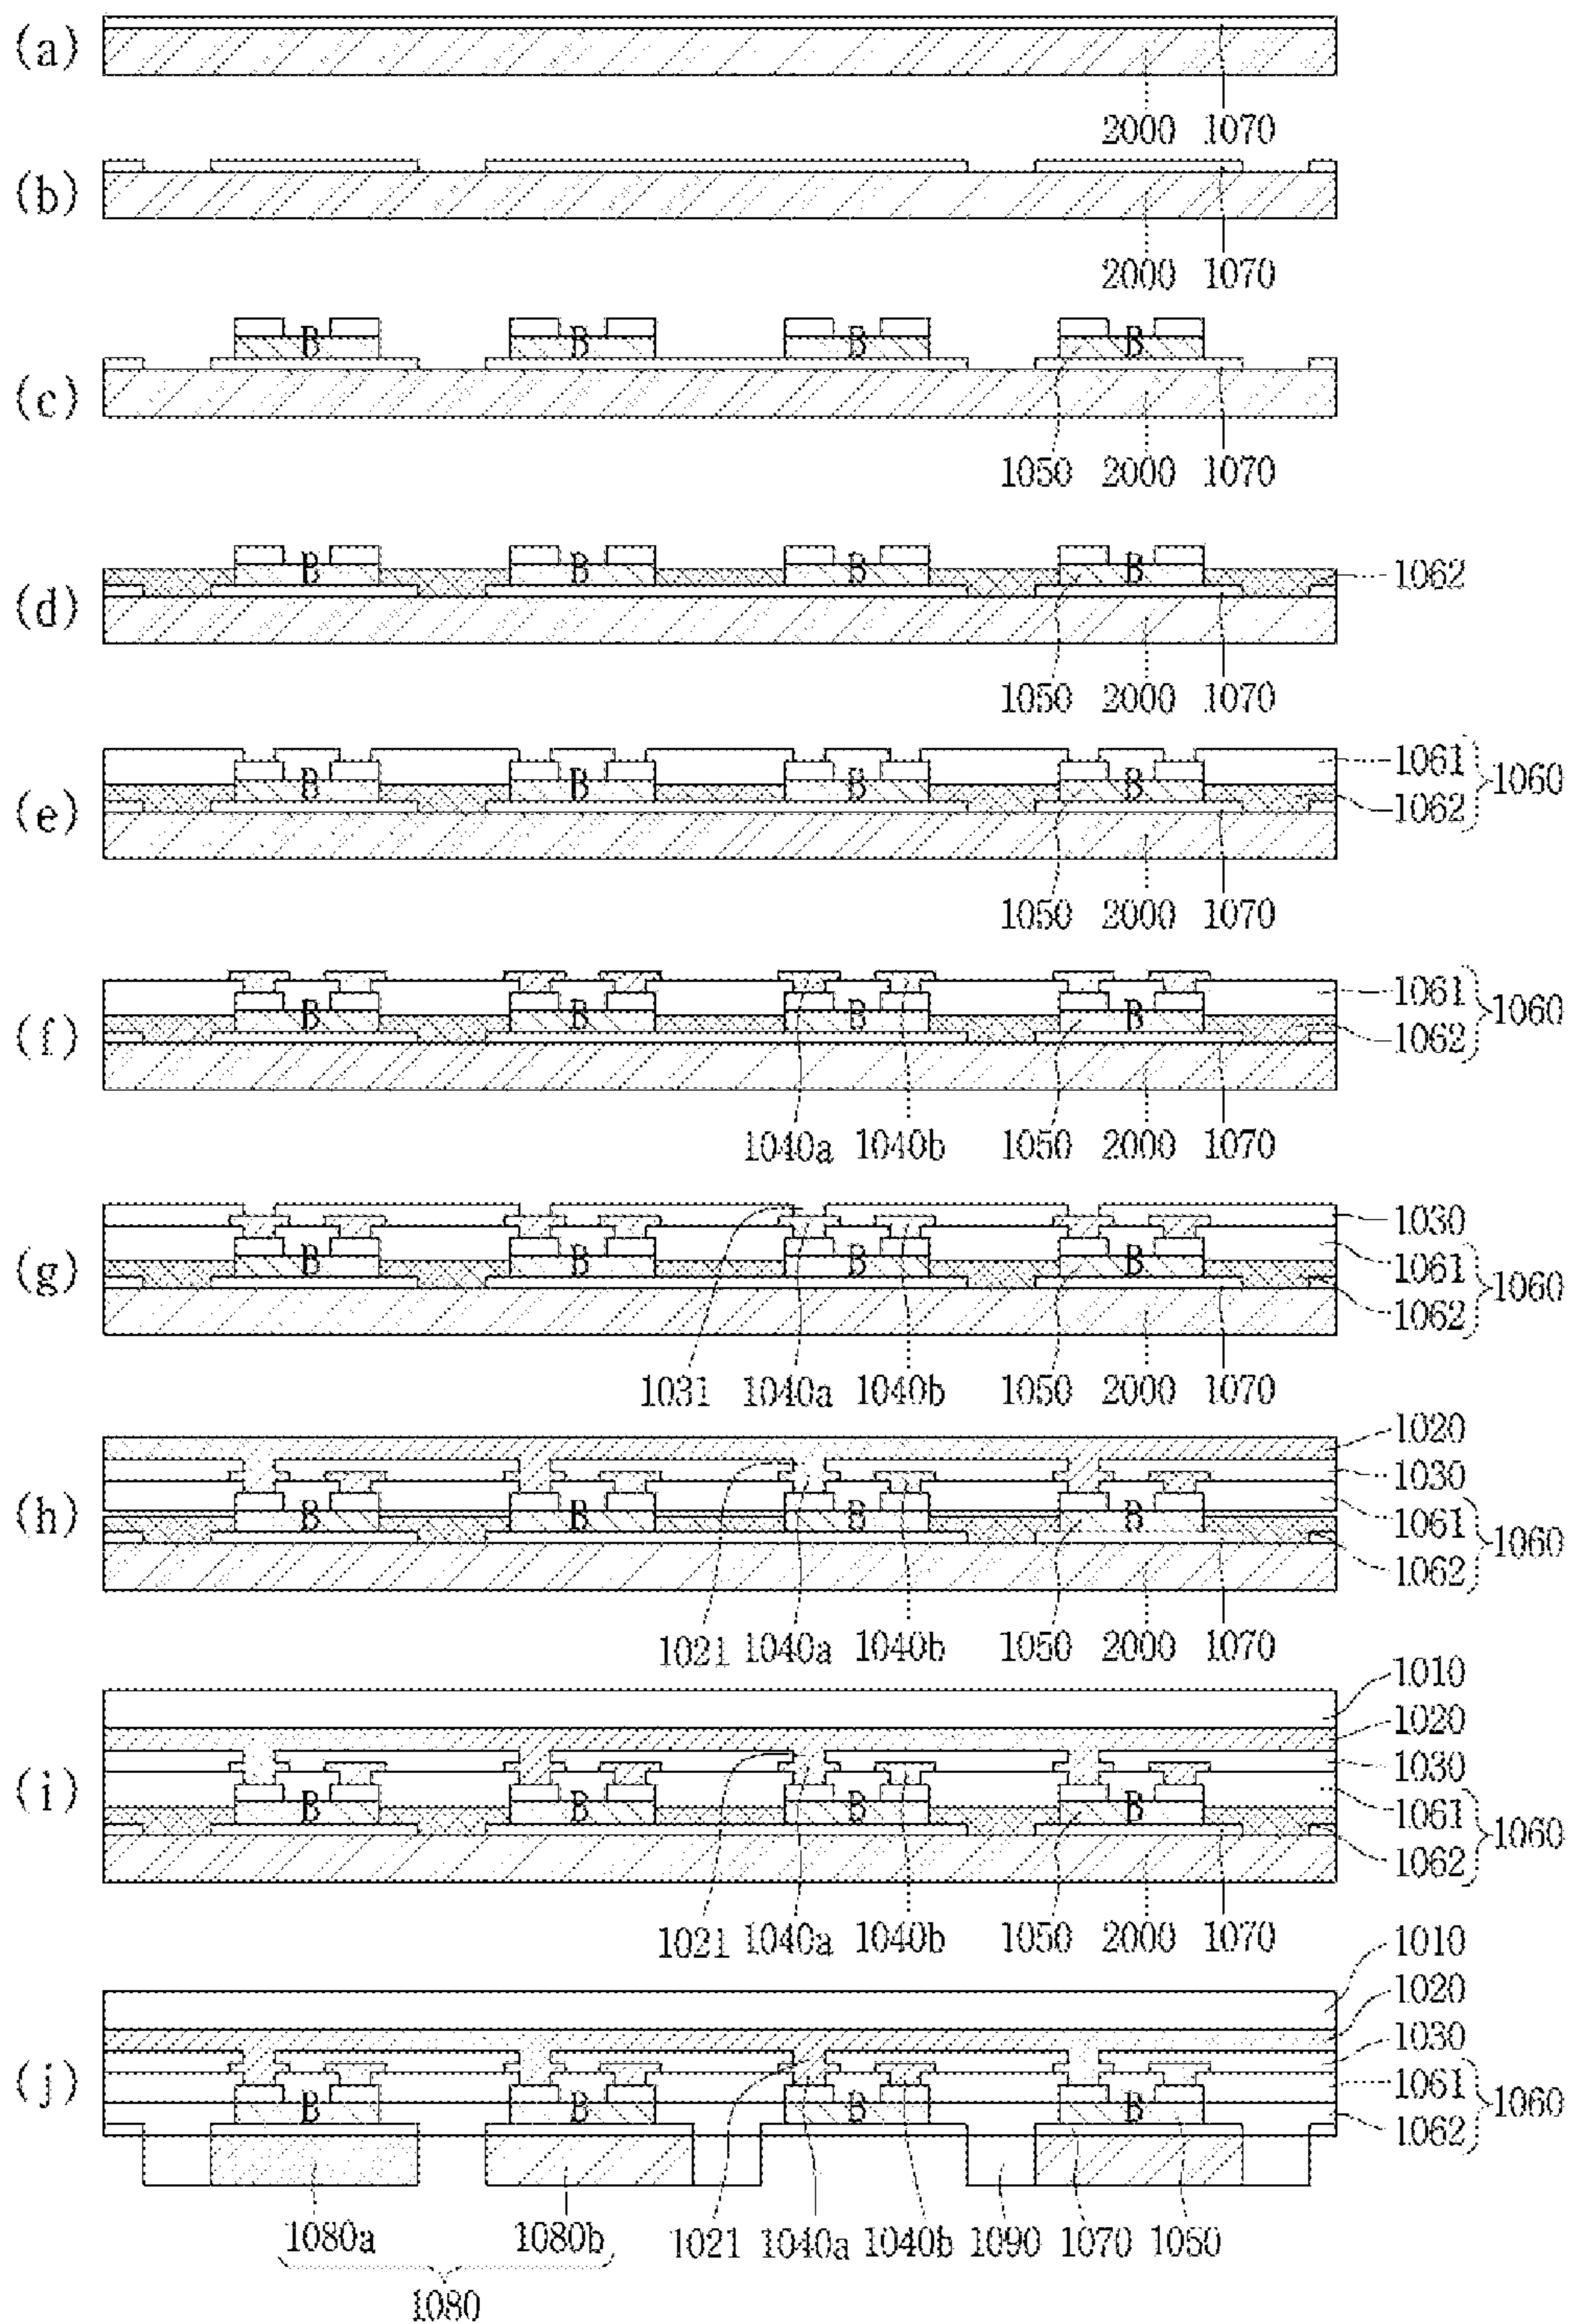 (a)
2000 1070
(b)
2000 1070
(c)
B B B B
1050 2000 1070
(d)
B B B B
1062
1050 2000 1070
(e)
B B B B
1061
1062
1060
1050 2000 1070
(f)
B B B B
1061
1062
1060
1040a 1040b 1050 2000 1070
(g)
B B B B
1030
1061
1062
1060
1031 1040a 1040b 1050 2000 1070
(h)
B B B B
1020
1030
1061
1062
1060
1021 1040a 1040b 1050 2000 1070
(i)
B B B B
1010
1020
1030
1061
1062
1060
1021 1040a 1040b 1050 2000 1070
(j)
B B B B
1010
1020
1030
1061
1062
1060
1080a 1080b 1021 1040a 1040b 1090 1070 1050
1080